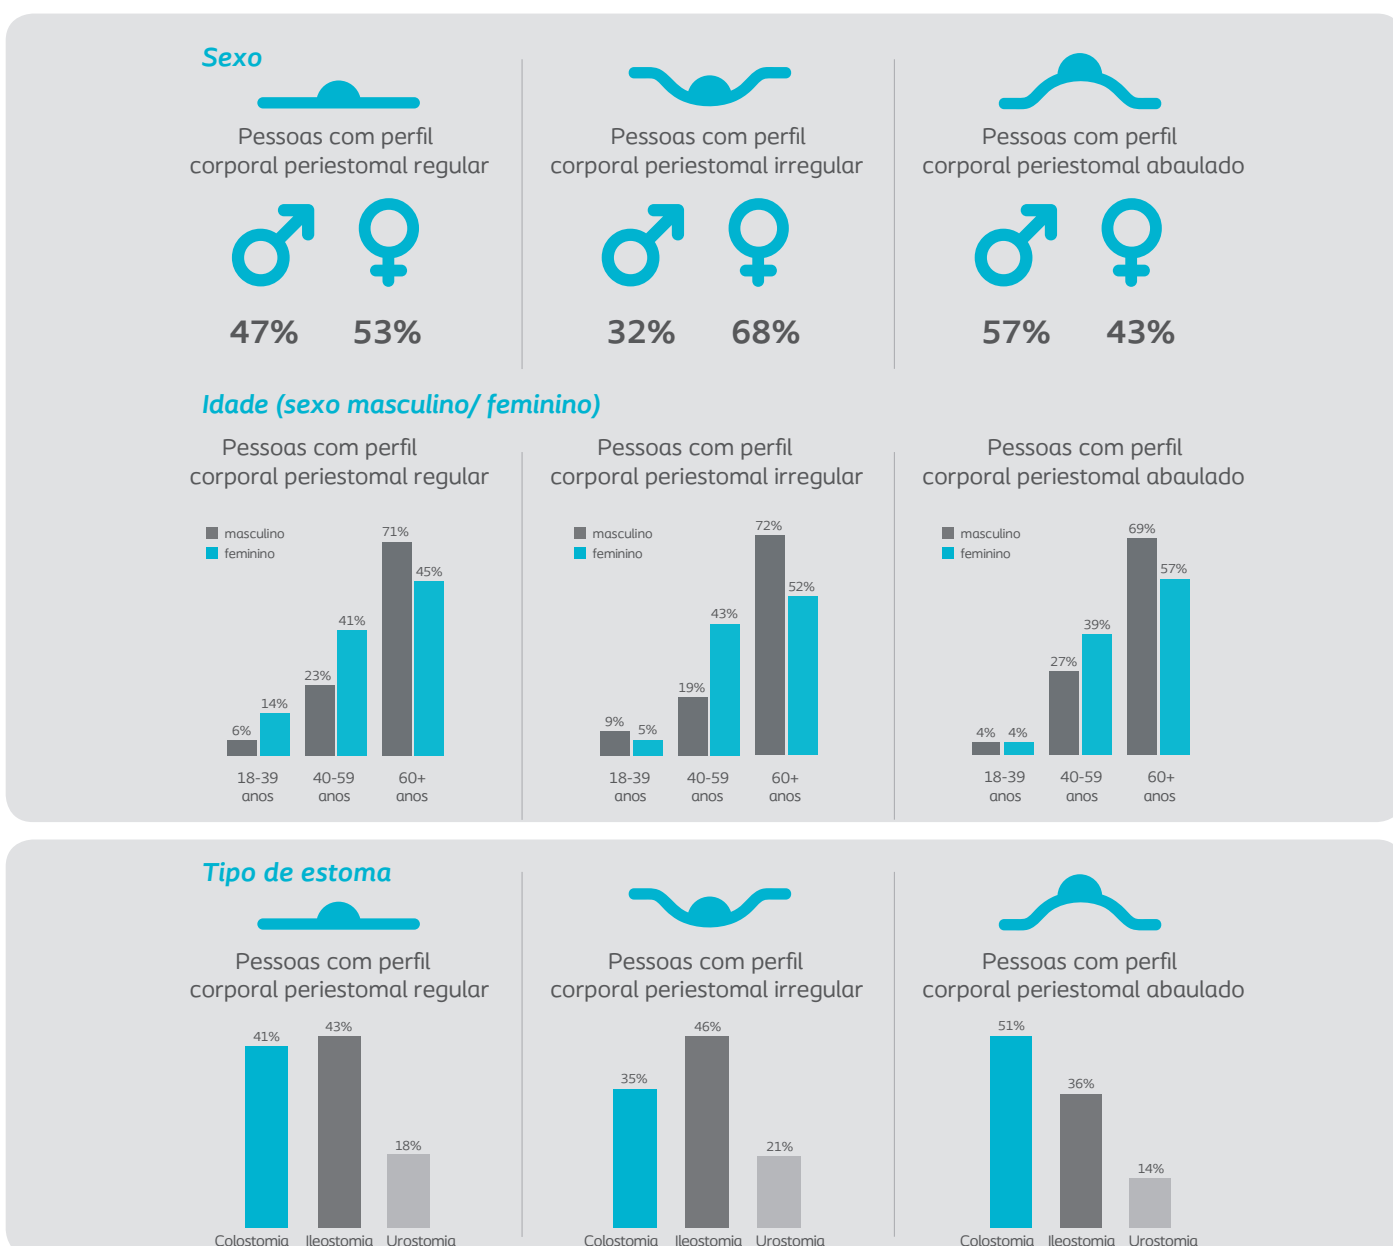 Sexo
Pessoas com perfil
corporal periestomal regular
47% 53%
Pessoas com perfil
corporal periestomal irregular
32% 68%
Pessoas com perfil
corporal periestomal abaulado
57% 43%
Idade (sexo masculino/ feminino)
Pessoas com perfil
corporal periestomal regular
masculino
feminino
6%
14%
23%
41%
71%
45%
18-39
anos
40-59
anos
60+
anos
Pessoas com perfil
corporal periestomal irregular
masculino
feminino
9%
5%
19%
43%
72%
52%
18-39
anos
40-59
anos
60+
anos
Pessoas com perfil
corporal periestomal abaulado
masculino
feminino
4%
4%
27%
39%
69%
57%
18-39
anos
40-59
anos
60+
anos
Tipo de estoma
Pessoas com perfil
corporal periestomal regular
41%
43%
18%
Colostomia Ileostomia Urostomia
Pessoas com perfil
corporal periestomal irregular
35%
46%
21%
Colostomia Ileostomia Urostomia
Pessoas com perfil
corporal periestomal abaulado
51%
36%
14%
Colostomia Ileostomia Urostomia